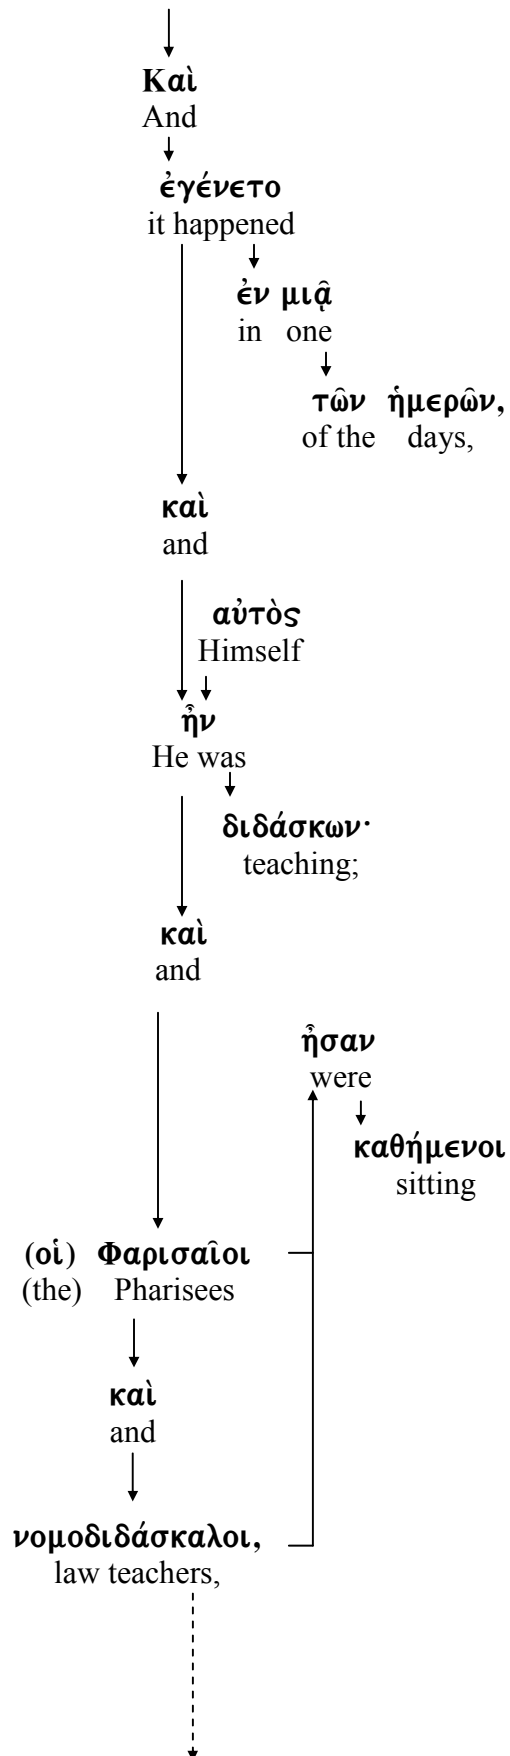 Καὶ
And
ἐγένετο
it happened
ἐν μιᾷ
in one
τῶν ἡμερῶν,
of the days,
καὶ
and
αὐτὸς
Himself
ἦν
He was
διδάσκων·
teaching;
καὶ
and
ἦσαν
were
καθήμενοι
sitting
(οἱ) Φαρισαῖοι
(the) Pharisees
καὶ
and
νομοδιδάσκαλοι,
law teachers,